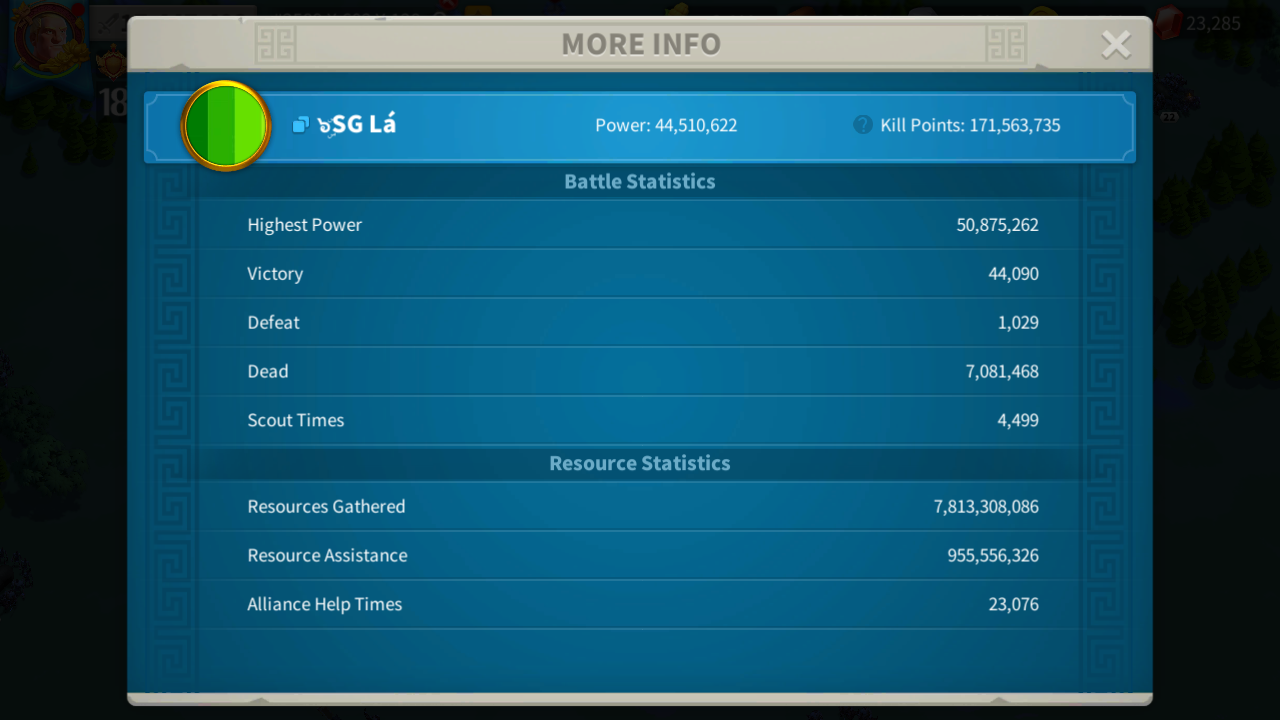 23,285
MORE INFO
18
SG Lá
Power: 44,510,622
Kill Points: 171,563,735
Battle Statistics
Highest Power 50,875,262
Victory 44,090
Defeat 1,029
Dead 7,081,468
Scout Times 4,499
Resource Statistics
Resources Gathered 7,813,308,086
Resource Assistance 955,556,326
Alliance Help Times 23,076